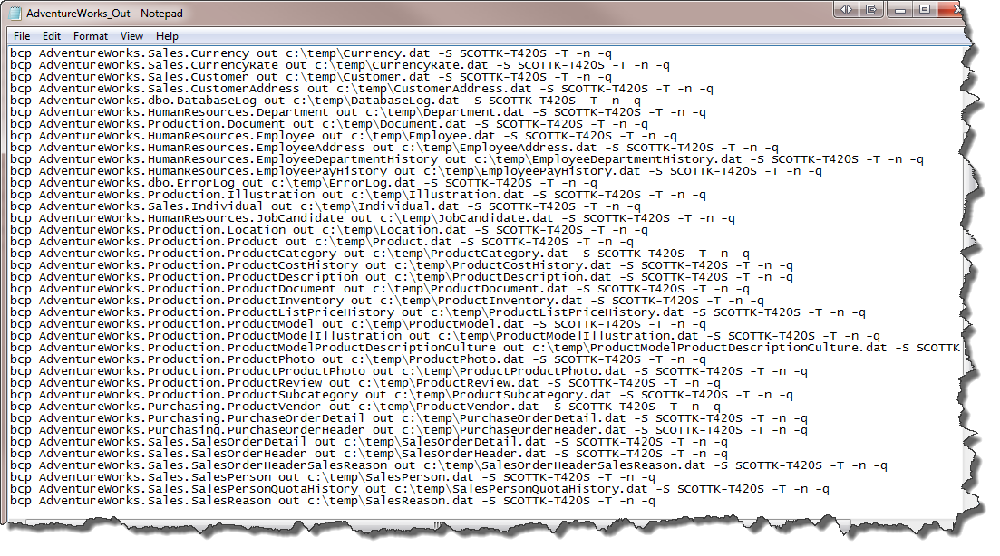 AdventureWorks_Out - Notepad
File Edit Format View Help
bcp AdventureWorks.Sales.Currency out c:\temp\Currency.dat -S SCOTTK-T420S -T -n -q
bcp AdventureWorks.Sales.CurrencyRate out c:\temp\CurrencyRate.dat -S SCOTTK-T420S -T -n -q
bcp AdventureWorks.Sales.Customer out c:\temp\Customer.dat -S SCOTTK-T420S -T -n -q
bcp AdventureWorks.Sales.CustomerAddress out c:\temp\CustomerAddress.dat -S SCOTTK-T420S -T -n -q
bcp AdventureWorks.dbo.DatabaseLog out c:\temp\DatabaseLog.dat -S SCOTTK-T420S -T -n -q
bcp AdventureWorks.HumanResources.Department out c:\temp\Department.dat -S SCOTTK-T420S -T -n -q
bcp AdventureWorks.Production.Document out c:\temp\Document.dat -S SCOTTK-T420S -T -n -q
bcp AdventureWorks.HumanResources.Employee out c:\temp\Employee.dat -S SCOTTK-T420S -T -n -q
bcp AdventureWorks.HumanResources.EmployeeAddress out c:\temp\EmployeeAddress.dat -S SCOTTK-T420S -T -n -q
bcp AdventureWorks.HumanResources.EmployeeDepartmentHistory out c:\temp\EmployeeDepartmentHistory.dat -S SCOTTK-T420S -T -n -q
bcp AdventureWorks.HumanResources.EmployeePayHistory out c:\temp\EmployeePayHistory.dat -S SCOTTK-T420S -T -n -q
bcp AdventureWorks.dbo.ErrorLog out c:\temp\ErrorLog.dat -S SCOTTK-T420S -T -n -q
bcp AdventureWorks.Production.Illustration out c:\temp\Illustration.dat -S SCOTTK-T420S -T -n -q
bcp AdventureWorks.Sales.Individual out c:\temp\Individual.dat -S SCOTTK-T420S -T -n -q
bcp AdventureWorks.HumanResources.JobCandidate out c:\temp\JobCandidate.dat -S SCOTTK-T420S -T -n -q
bcp AdventureWorks.Production.Location out c:\temp\Location.dat -S SCOTTK-T420S -T -n -q
bcp AdventureWorks.Production.Product out c:\temp\Product.dat -S SCOTTK-T420S -T -n -q
bcp AdventureWorks.Production.ProductCategory out c:\temp\ProductCategory.dat -S SCOTTK-T420S -T -n -q
bcp AdventureWorks.Production.ProductCostHistory out c:\temp\ProductCostHistory.dat -S SCOTTK-T420S -T -n -q
bcp AdventureWorks.Production.ProductDescription out c:\temp\ProductDescription.dat -S SCOTTK-T420S -T -n -q
bcp AdventureWorks.Production.ProductDocument out c:\temp\ProductDocument.dat -S SCOTTK-T420S -T -n -q
bcp AdventureWorks.Production.ProductInventory out c:\temp\ProductInventory.dat -S SCOTTK-T420S -T -n -q
bcp AdventureWorks.Production.ProductListPriceHistory out c:\temp\ProductListPriceHistory.dat -S SCOTTK-T420S -T -n -q
bcp AdventureWorks.Production.ProductModel out c:\temp\ProductModel.dat -S SCOTTK-T420S -T -n -q
bcp AdventureWorks.Production.ProductModelIllustration out c:\temp\ProductModelIllustration.dat -S SCOTTK-T420S -T -n -q
bcp AdventureWorks.Production.ProductModelProductDescriptionCulture out c:\temp\ProductModelProductDescriptionCulture.dat -S SCOTTK
bcp AdventureWorks.Production.ProductPhoto out c:\temp\ProductPhoto.dat -S SCOTTK-T420S -T -n -q
bcp AdventureWorks.Production.ProductProductPhoto out c:\temp\ProductProductPhoto.dat -S SCOTTK-T420S -T -n -q
bcp AdventureWorks.Production.ProductReview out c:\temp\ProductReview.dat -S SCOTTK-T420S -T -n -q
bcp AdventureWorks.Production.ProductSubcategory out c:\temp\ProductSubcategory.dat -S SCOTTK-T420S -T -n -q
bcp AdventureWorks.Purchasing.ProductVendor out c:\temp\ProductVendor.dat -S SCOTTK-T420S -T -n -q
bcp AdventureWorks.Purchasing.PurchaseOrderDetail out c:\temp\PurchaseOrderDetail.dat -S SCOTTK-T420S -T -n -q
bcp AdventureWorks.Purchasing.PurchaseOrderHeader out c:\temp\PurchaseOrderHeader.dat -S SCOTTK-T420S -T -n -q
bcp AdventureWorks.Sales.SalesOrderDetail out c:\temp\SalesOrderDetail.dat -S SCOTTK-T420S -T -n -q
bcp AdventureWorks.Sales.SalesOrderHeader out c:\temp\SalesOrderHeader.dat -S SCOTTK-T420S -T -n -q
bcp AdventureWorks.Sales.SalesOrderHeaderSalesReason out c:\temp\SalesOrderHeaderSalesReason.dat -S SCOTTK-T420S -T -n -q
bcp AdventureWorks.Sales.SalesPerson out c:\temp\SalesPerson.dat -S SCOTTK-T420S -T -n -q
bcp AdventureWorks.Sales.SalesPersonQuotaHistory out c:\temp\SalesPersonQuotaHistory.dat -S SCOTTK-T420S -T -n -q
bcp AdventureWorks.Sales.SalesReason out c:\temp\SalesReason.dat -S SCOTTK-T420S -T -n -q